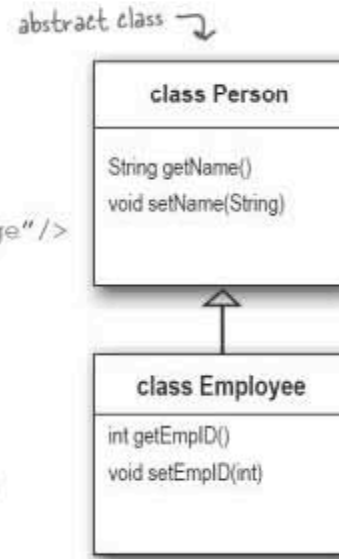 abstract class
class Person
String getName()
void setName(String)
ge"/>
class Employee
int getEmpID()
void setEmpID(int)